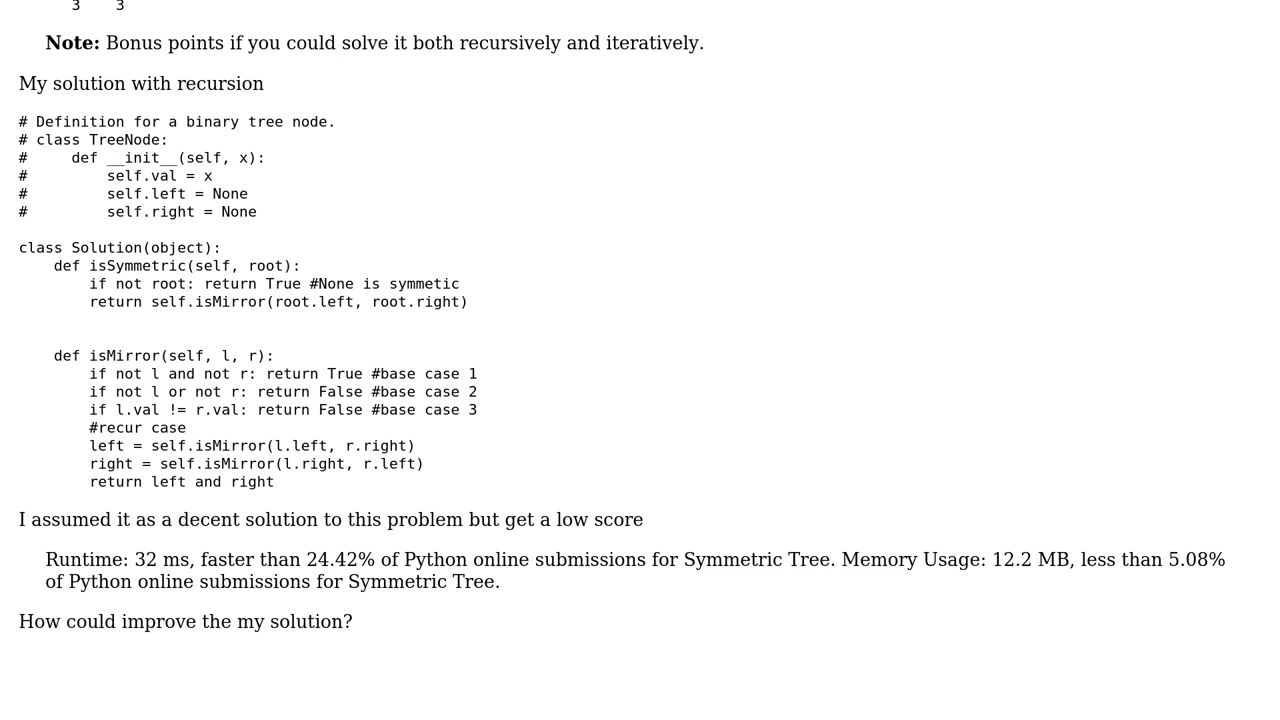 3    3
Note: Bonus points if you could solve it both recursively and iteratively.
My solution with recursion
# Definition for a binary tree node.
# class TreeNode:
#     def __init__(self, x):
#         self.val = x
#         self.left = None
#         self.right = None
class Solution(object):
    def isSymmetric(self, root):
        if not root: return True #None is symmetic
        return self.isMirror(root.left, root.right)
    def isMirror(self, l, r):
        if not l and not r: return True #base case 1
        if not l or not r: return False #base case 2
        if l.val != r.val: return False #base case 3
        #recur case
        left = self.isMirror(l.left, r.right)
        right = self.isMirror(l.right, r.left)
        return left and right
I assumed it as a decent solution to this problem but get a low score
Runtime: 32 ms, faster than 24.42% of Python online submissions for Symmetric Tree. Memory Usage: 12.2 MB, less than 5.08%
of Python online submissions for Symmetric Tree.
How could improve the my solution?